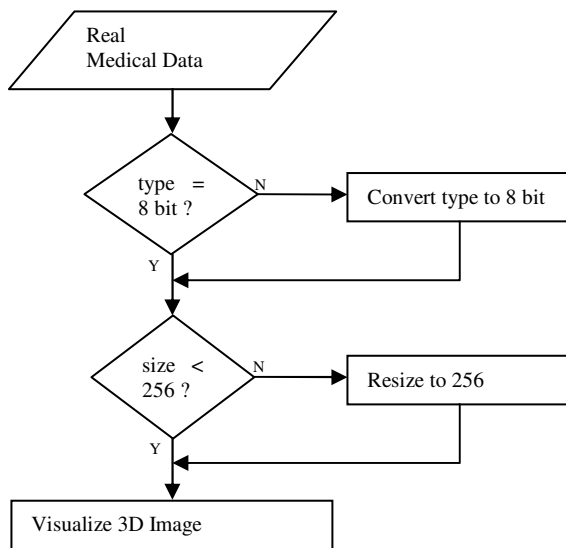 Real
Medical Data
type =
8 bit ?
N
Convert type to 8 bit
Y
size <
256 ?
N
Resize to 256
Y
Visualize 3D Image